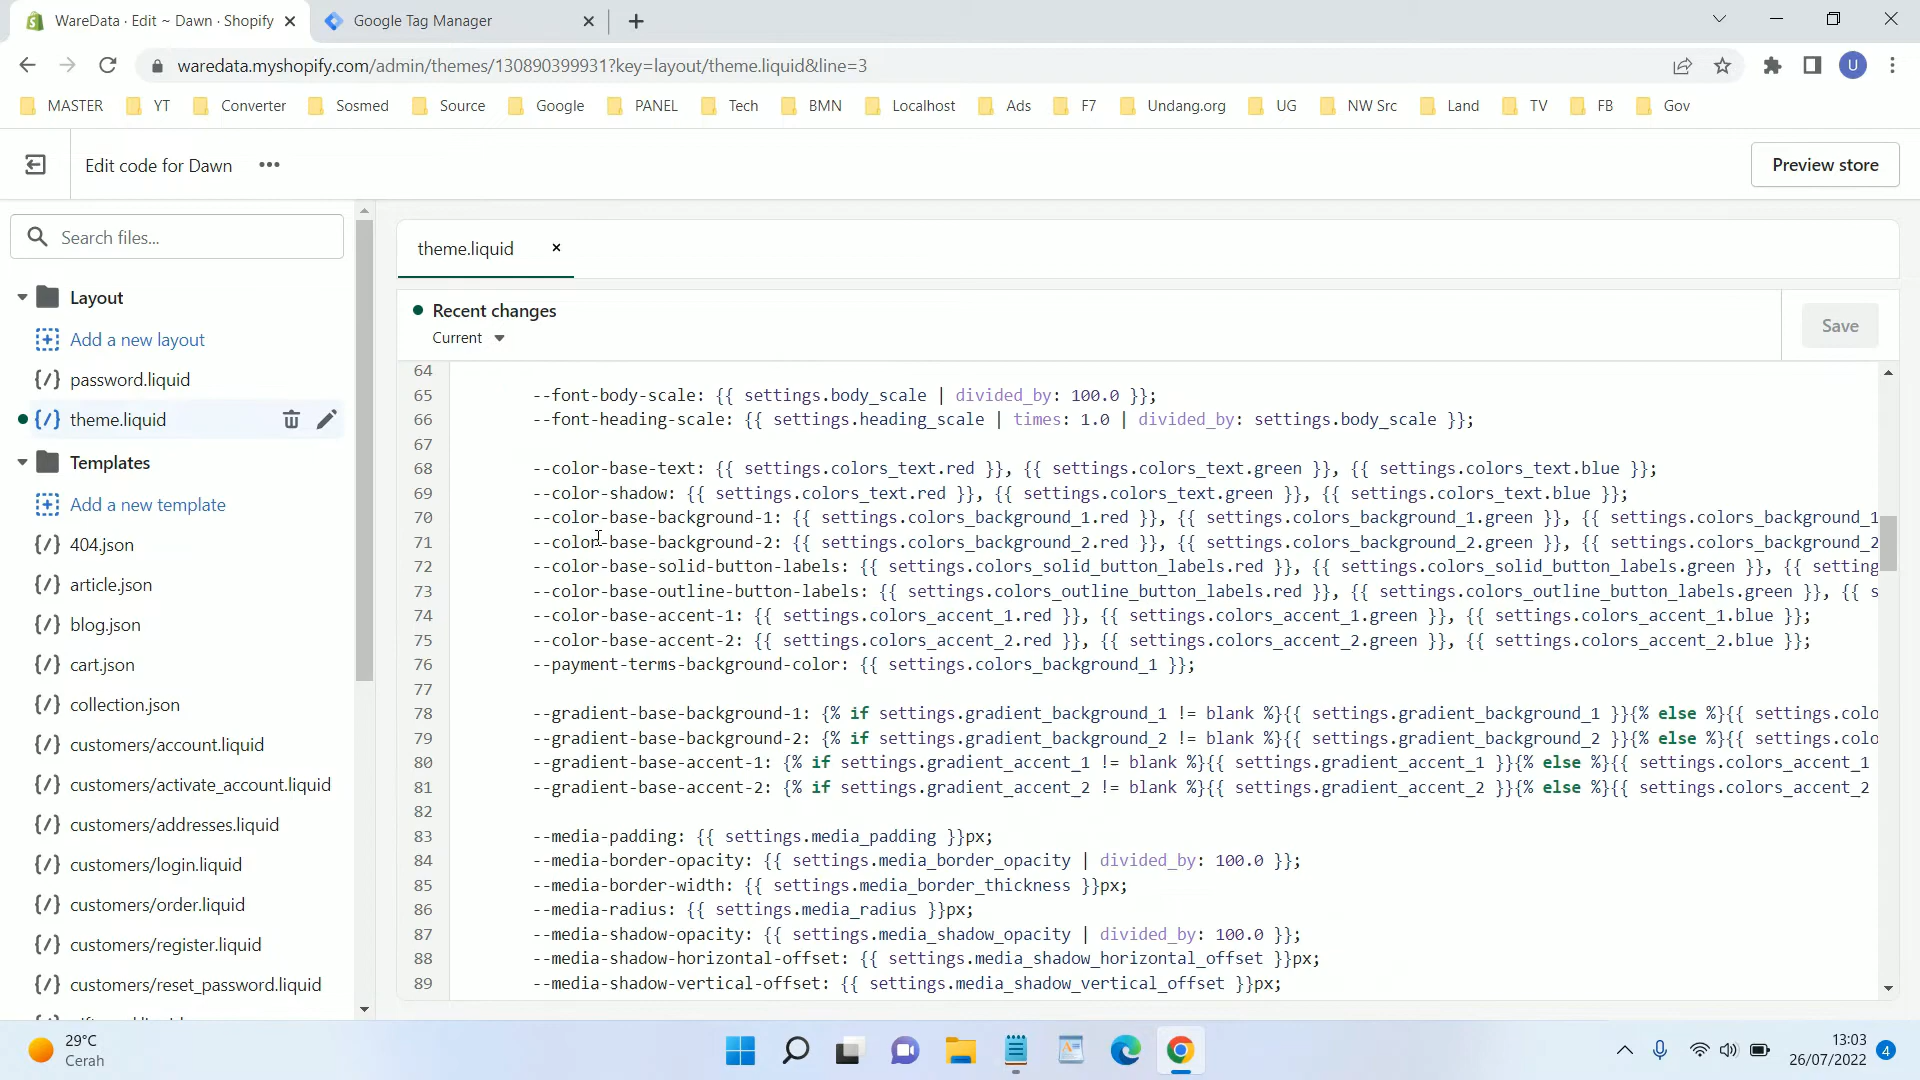 WareData · Edit ~ Dawn · Shopify
Google Tag Manager
waredata.myshopify.com/admin/themes/130890399931?key=layout/theme.liquid&line=3
U
MASTER YT Converter Sosmed Source Google PANEL Tech BMN Localhost Ads F7 Undang.org UG NW Src Land TV FB Gov
Edit code for Dawn
Preview store
Search files...
Layout
Add a new layout
password.liquid
theme.liquid
Templates
Add a new template
404.json
article.json
blog.json
cart.json
collection.json
customers/account.liquid
customers/activate_account.liquid
customers/addresses.liquid
customers/login.liquid
customers/order.liquid
customers/register.liquid
customers/reset_password.liquid
theme.liquid
Recent changes
Current
Save
64
65 --font-body-scale: {{ settings.body_scale | divided_by: 100.0 }};
66 --font-heading-scale: {{ settings.heading_scale | times: 1.0 | divided_by: settings.body_scale }};
67
68 --color-base-text: {{ settings.colors_text.red }}, {{ settings.colors_text.green }}, {{ settings.colors_text.blue }};
69 --color-shadow: {{ settings.colors_text.red }}, {{ settings.colors_text.green }}, {{ settings.colors_text.blue }};
70 --color-base-background-1: {{ settings.colors_background_1.red }}, {{ settings.colors_background_1.green }}, {{ settings.colors_background_1
71 --color-base-background-2: {{ settings.colors_background_2.red }}, {{ settings.colors_background_2.green }}, {{ settings.colors_background_2
72 --color-base-solid-button-labels: {{ settings.colors_solid_button_labels.red }}, {{ settings.colors_solid_button_labels.green }}, {{ setting
73 --color-base-outline-button-labels: {{ settings.colors_outline_button_labels.red }}, {{ settings.colors_outline_button_labels.green }}, {{ s
74 --color-base-accent-1: {{ settings.colors_accent_1.red }}, {{ settings.colors_accent_1.green }}, {{ settings.colors_accent_1.blue }};
75 --color-base-accent-2: {{ settings.colors_accent_2.red }}, {{ settings.colors_accent_2.green }}, {{ settings.colors_accent_2.blue }};
76 --payment-terms-background-color: {{ settings.colors_background_1 }};
77
78 --gradient-base-background-1: {% if settings.gradient_background_1 != blank %}{{ settings.gradient_background_1 }}{% else %}{{ settings.colo
79 --gradient-base-background-2: {% if settings.gradient_background_2 != blank %}{{ settings.gradient_background_2 }}{% else %}{{ settings.colo
80 --gradient-base-accent-1: {% if settings.gradient_accent_1 != blank %}{{ settings.gradient_accent_1 }}{% else %}{{ settings.colors_accent_1
81 --gradient-base-accent-2: {% if settings.gradient_accent_2 != blank %}{{ settings.gradient_accent_2 }}{% else %}{{ settings.colors_accent_2
82
83 --media-padding: {{ settings.media_padding }}px;
84 --media-border-opacity: {{ settings.media_border_opacity | divided_by: 100.0 }};
85 --media-border-width: {{ settings.media_border_thickness }}px;
86 --media-radius: {{ settings.media_radius }}px;
87 --media-shadow-opacity: {{ settings.media_shadow_opacity | divided_by: 100.0 }};
88 --media-shadow-horizontal-offset: {{ settings.media_shadow_horizontal_offset }}px;
89 --media-shadow-vertical-offset: {{ settings.media_shadow_vertical_offset }}px;
29°C
Cerah
13:03
26/07/2022
4